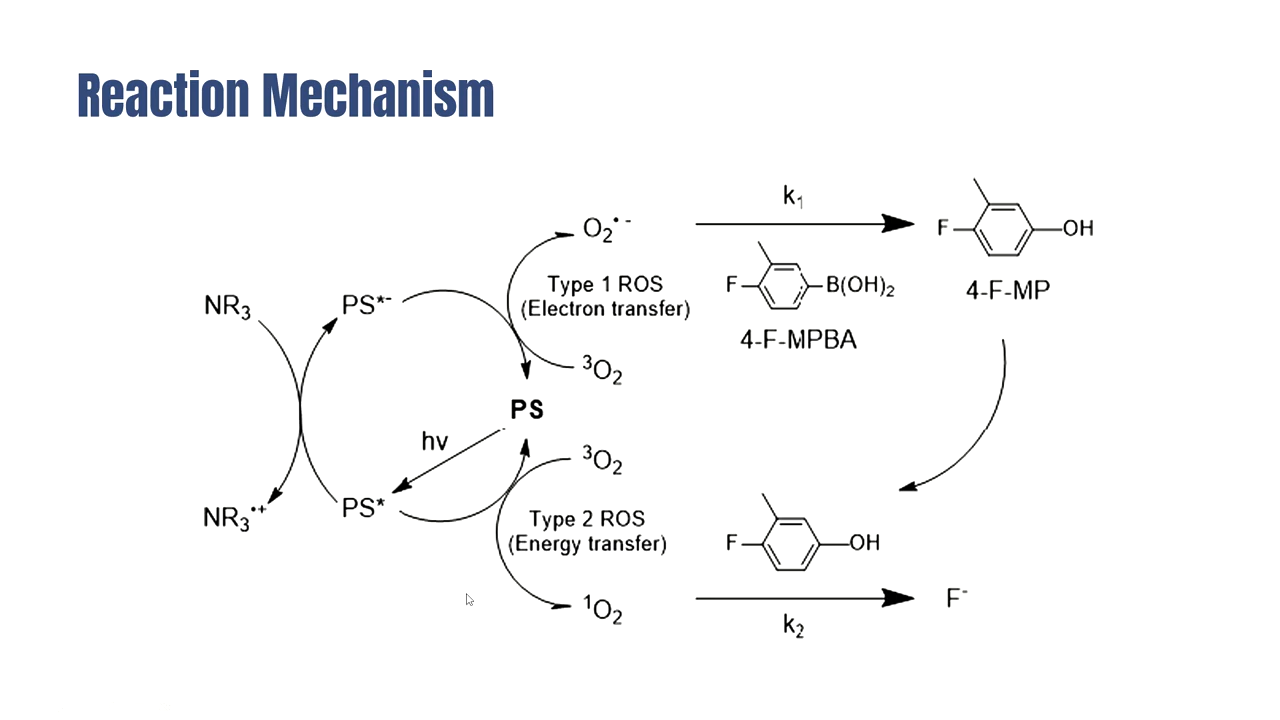 Reaction Mechanism
O₂•-
k₁
F
OH
4-F-MP
Type 1 ROS
(Electron transfer)
F
B(OH)₂
4-F-MPBA
NR₃
PS*-
³O₂
PS
hv
³O₂
NR₃•+
PS*
Type 2 ROS
(Energy transfer)
F
OH
¹O₂
k₂
F-